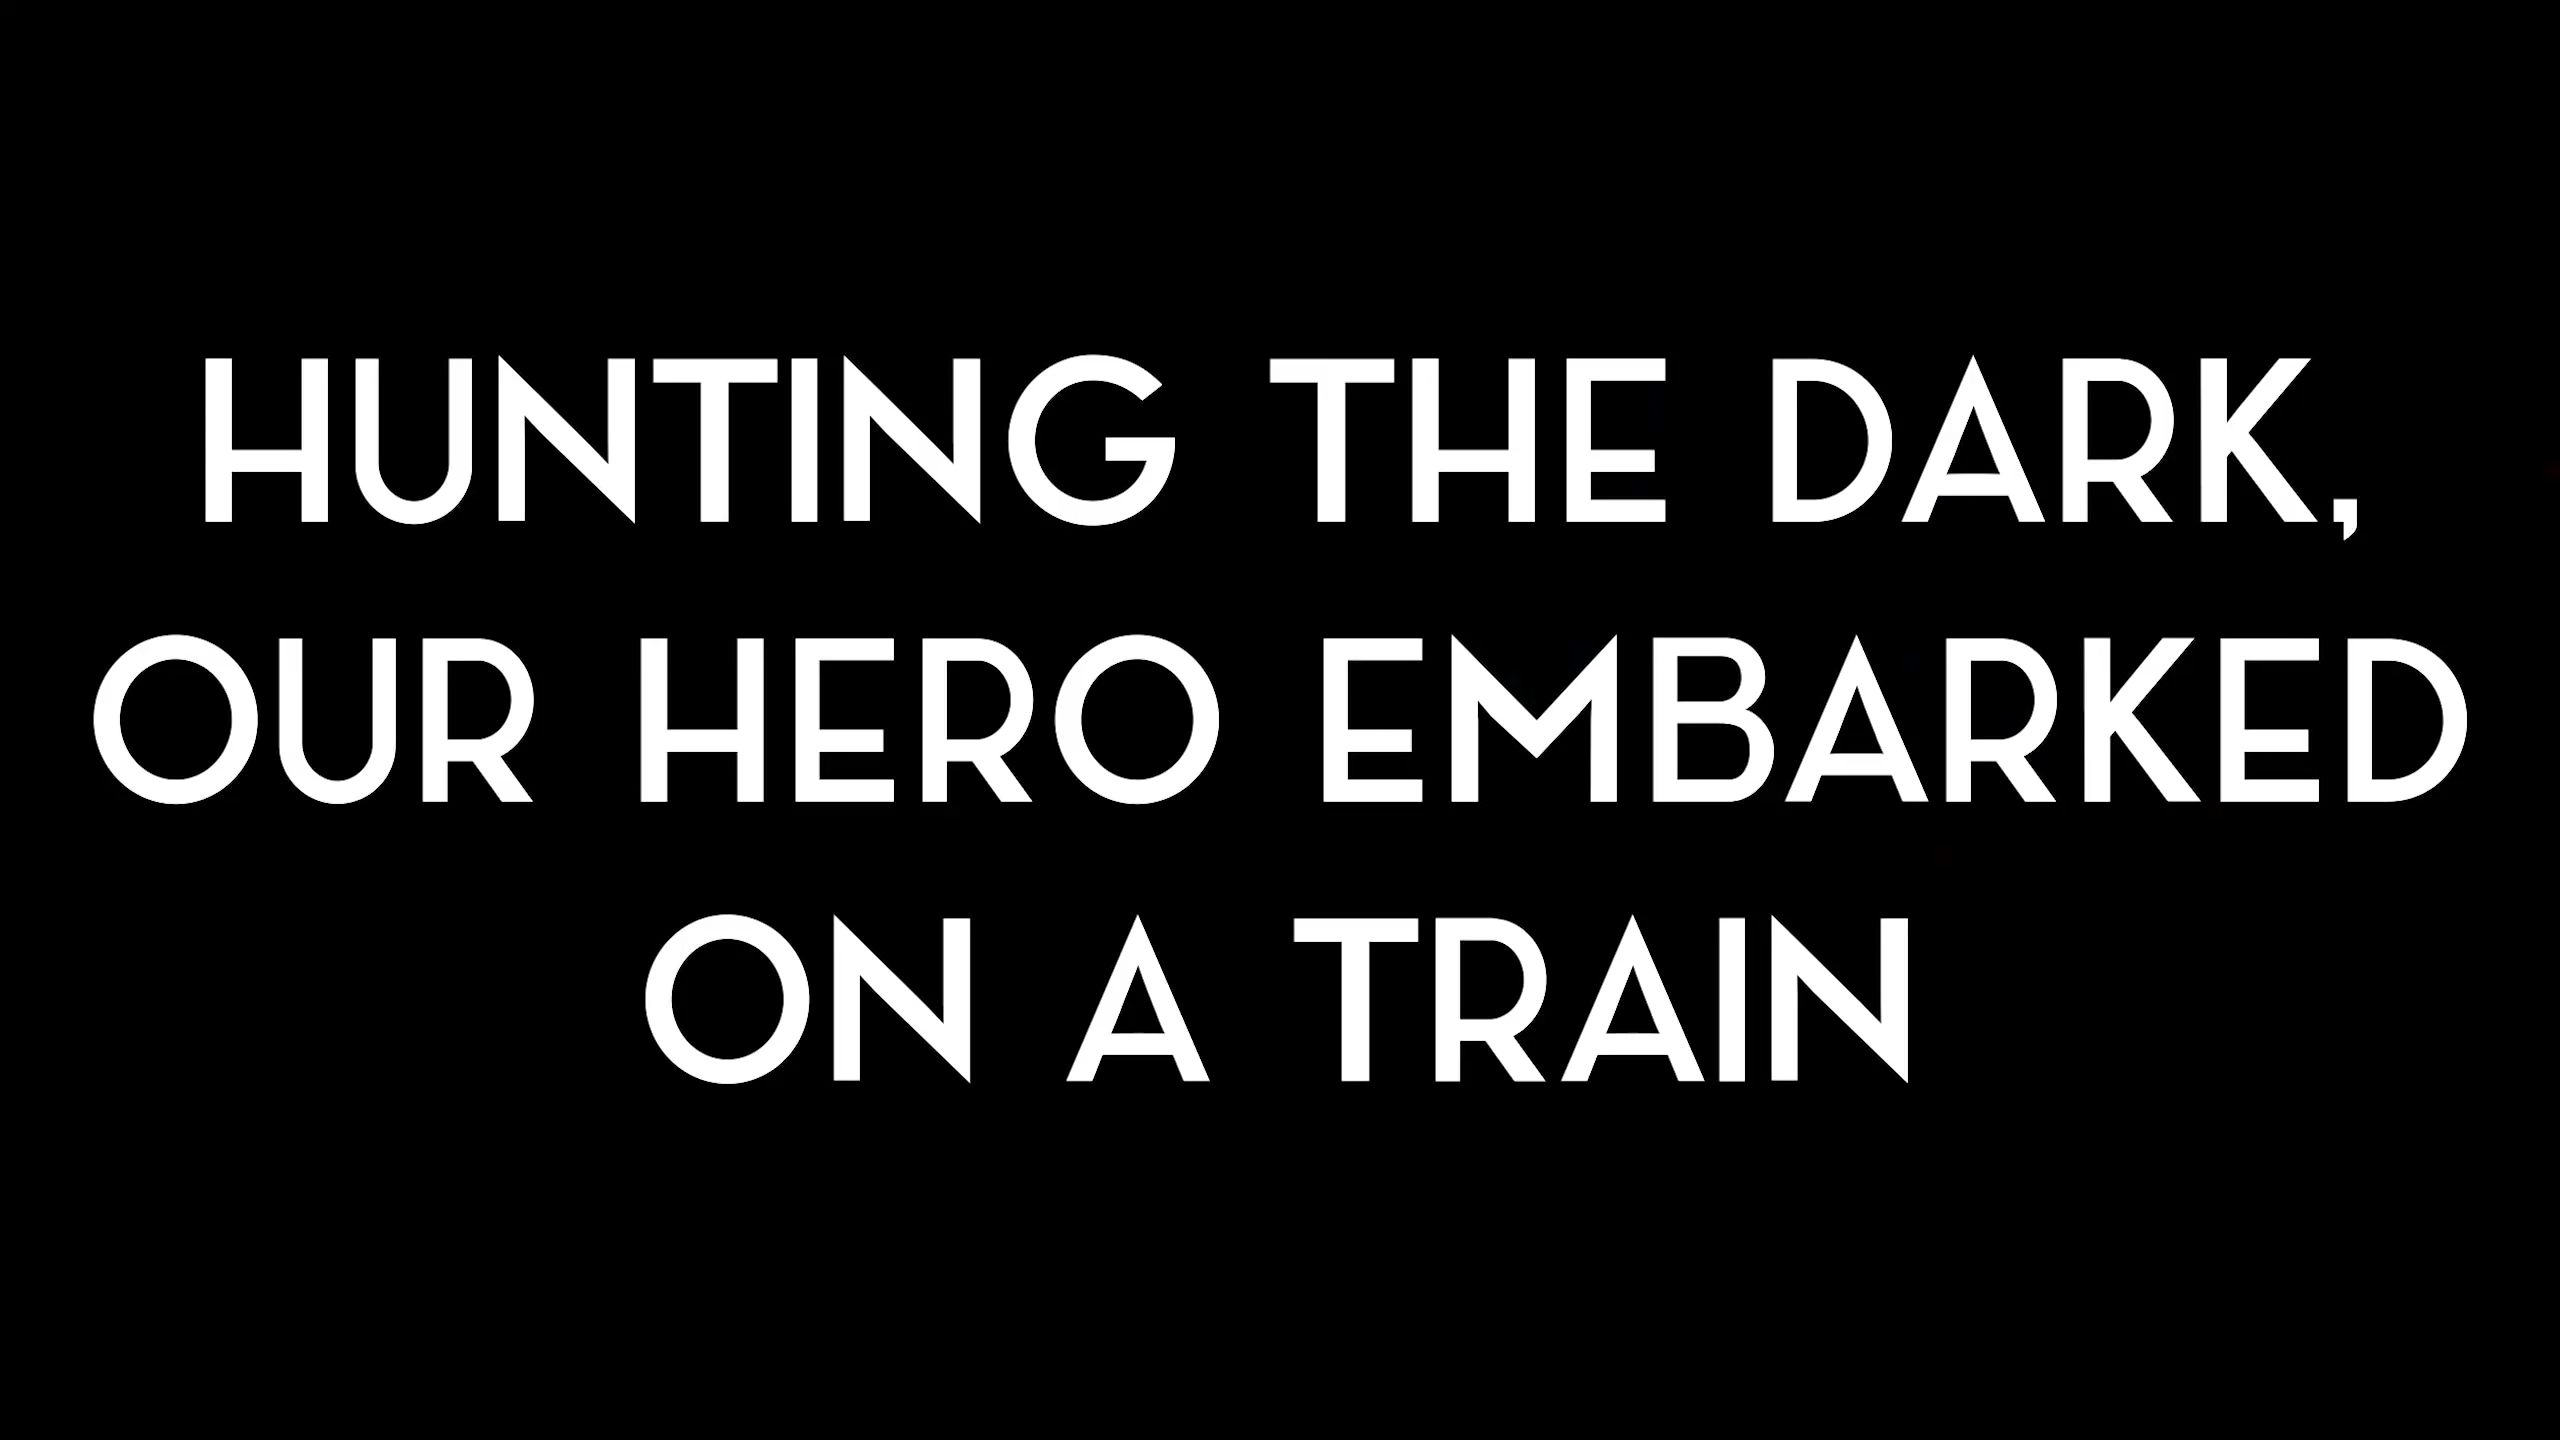 HUNTING THE DARK,
OUR HERO EMBARKED
ON A TRAIN